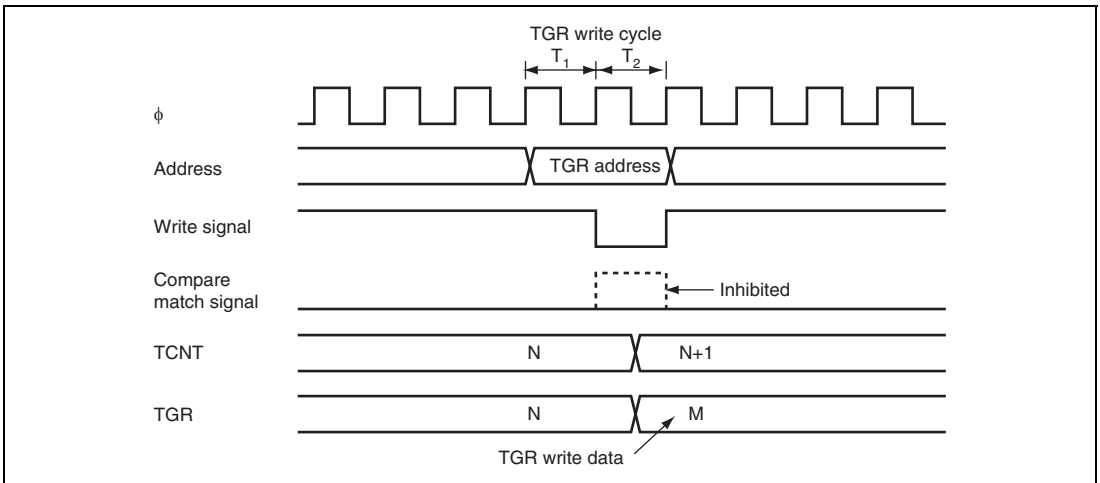 TGR write cycle
T1 T2
φ
Address
TGR address
Write signal
Compare
match signal
Inhibited
TCNT
N
N+1
TGR
N
M
TGR write data